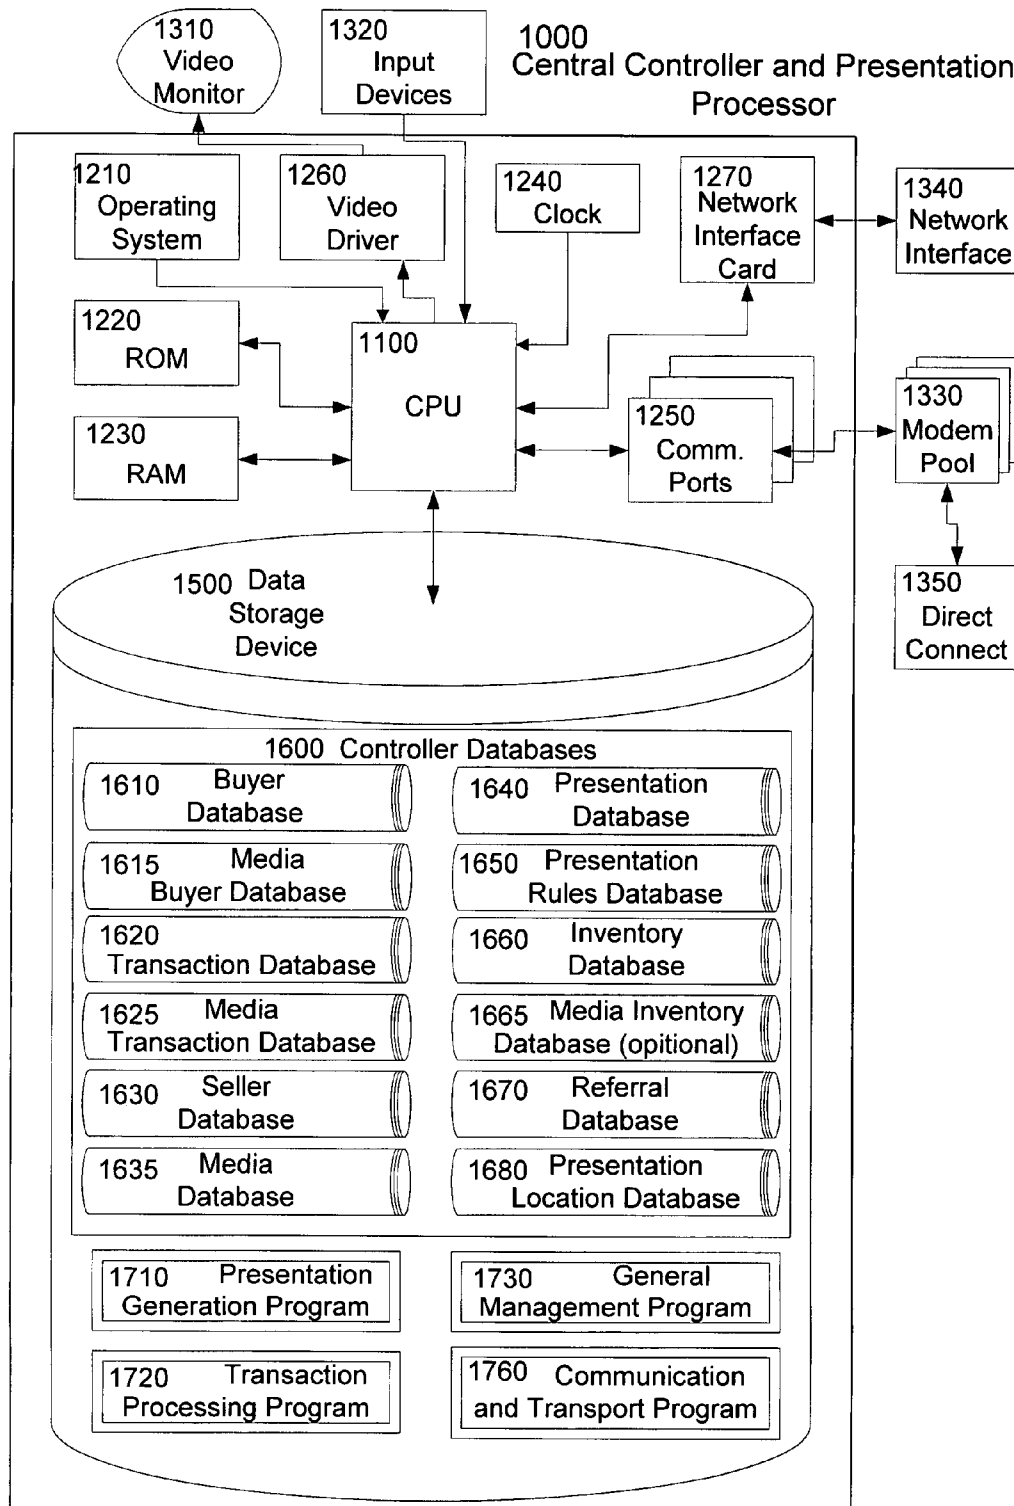 1310
Video
Monitor
1320
Input
Devices
1000
Central Controller and Presentation
Processor
1210
Operating
System
1260
Video
Driver
1240
Clock
1270
Network
Interface
Card
1340
Network
Interface
1220
ROM
1100
CPU
1230
RAM
1250
Comm.
Ports
1330
Modem
Pool
1350
Direct
Connect
1500 Data
Storage
Device
1600 Controller Databases
1610 Buyer
Database
1640 Presentation
Database
1615 Media
Buyer Database
1650 Presentation
Rules Database
1620
Transaction Database
1660 Inventory
Database
1625 Media
Transaction Database
1665 Media Inventory
Database (opitional)
1630 Seller
Database
1670 Referral
Database
1635 Media
Database
1680 Presentation
Location Database
1710 Presentation
Generation Program
1730 General
Management Program
1720 Transaction
Processing Program
1760 Communication
and Transport Program